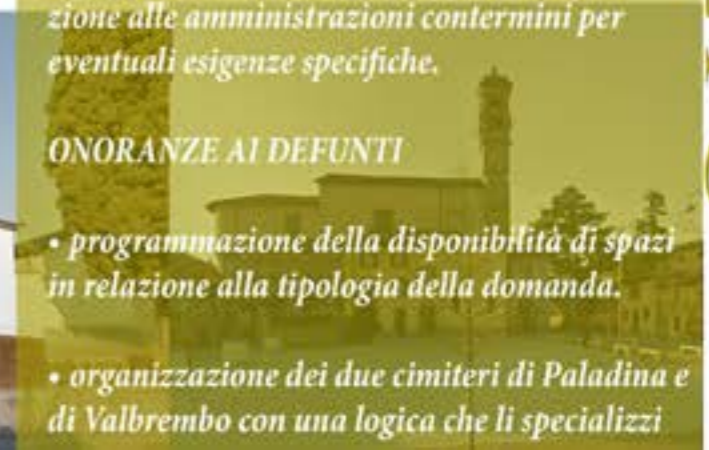 zione alle amministrazioni contermini per
eventuali esigenze specifiche.
ONORANZE AI DEFUNTI
• programmazione della disponibilità di spazi
in relazione alla tipologia della domanda.
• organizzazione dei due cimiteri di Paladina e
di Valbrembo con una logica che li specializzi